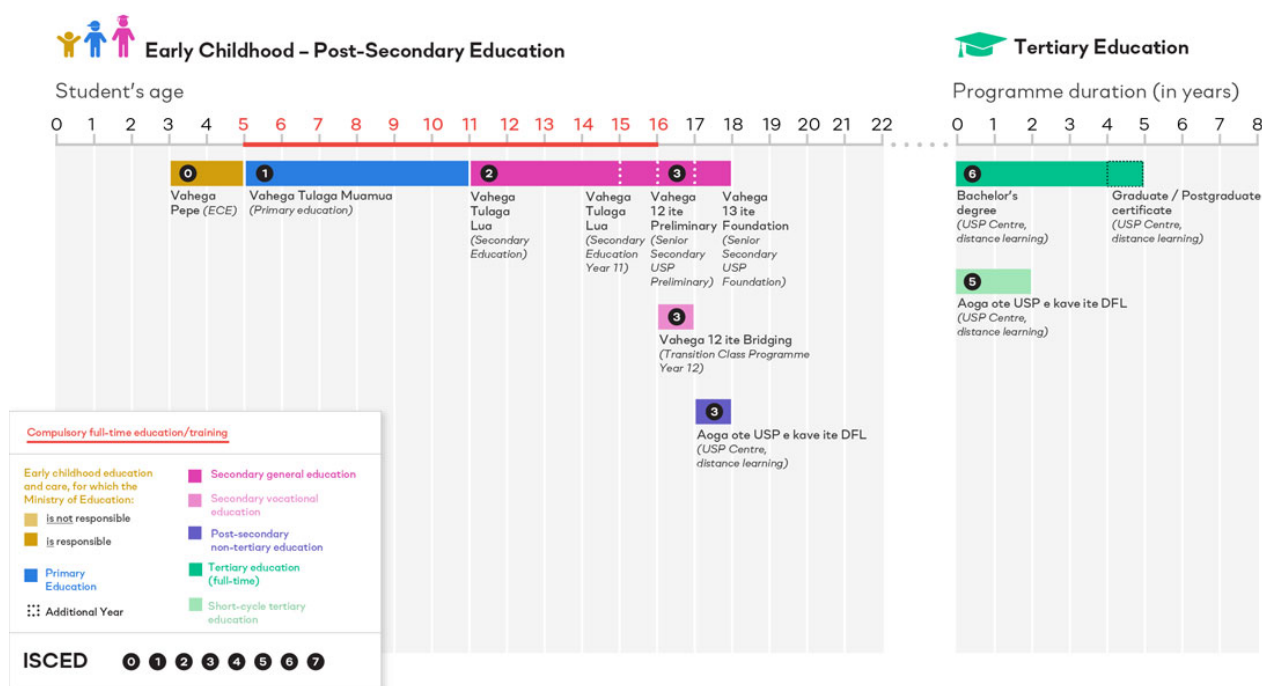 Early Childhood – Post-Secondary Education
Student's age
0 1 2 3 4 5 6 7 8 9 10 11 12 13 14 15 16 17 18 19 20 21 22
0
1
2
3
Vahega
Pepe (ECE)
Vahega Tulaga Muamua
(Primary education)
Vahega
Tulaga
Lua
(Secondary
Education)
Vahega
Tulaga
Lua
(Secondary
Education
Year 11)
Vahega
12 ite
Preliminary
(Senior
Secondary
USP
Preliminary)
Vahega
13 ite
Foundation
(Senior
Secondary
USP
Foundation)
3
Vahega 12 ite Bridging
(Transition Class Programme
Year 12)
3
Aoga ote USP e kave ite DFL
(USP Centre,
distance learning)
Tertiary Education
Programme duration (in years)
0 1 2 3 4 5 6 7 8
6
Bachelor's
degree
(USP Centre,
distance learning)
Graduate / Postgraduate
certificate
(USP Centre,
distance learning)
5
Aoga ote USP e kave ite DFL
(USP Centre,
distance learning)
Compulsory full-time education/training
Early childhood education
and care, for which the
Ministry of Education:
is not responsible
is responsible
Primary
Education
Additional Year
Secondary general education
Secondary vocational
education
Post-secondary
non-tertiary education
Tertiary education
(full-time)
Short-cycle tertiary
education
ISCED 0 1 2 3 4 5 6 7